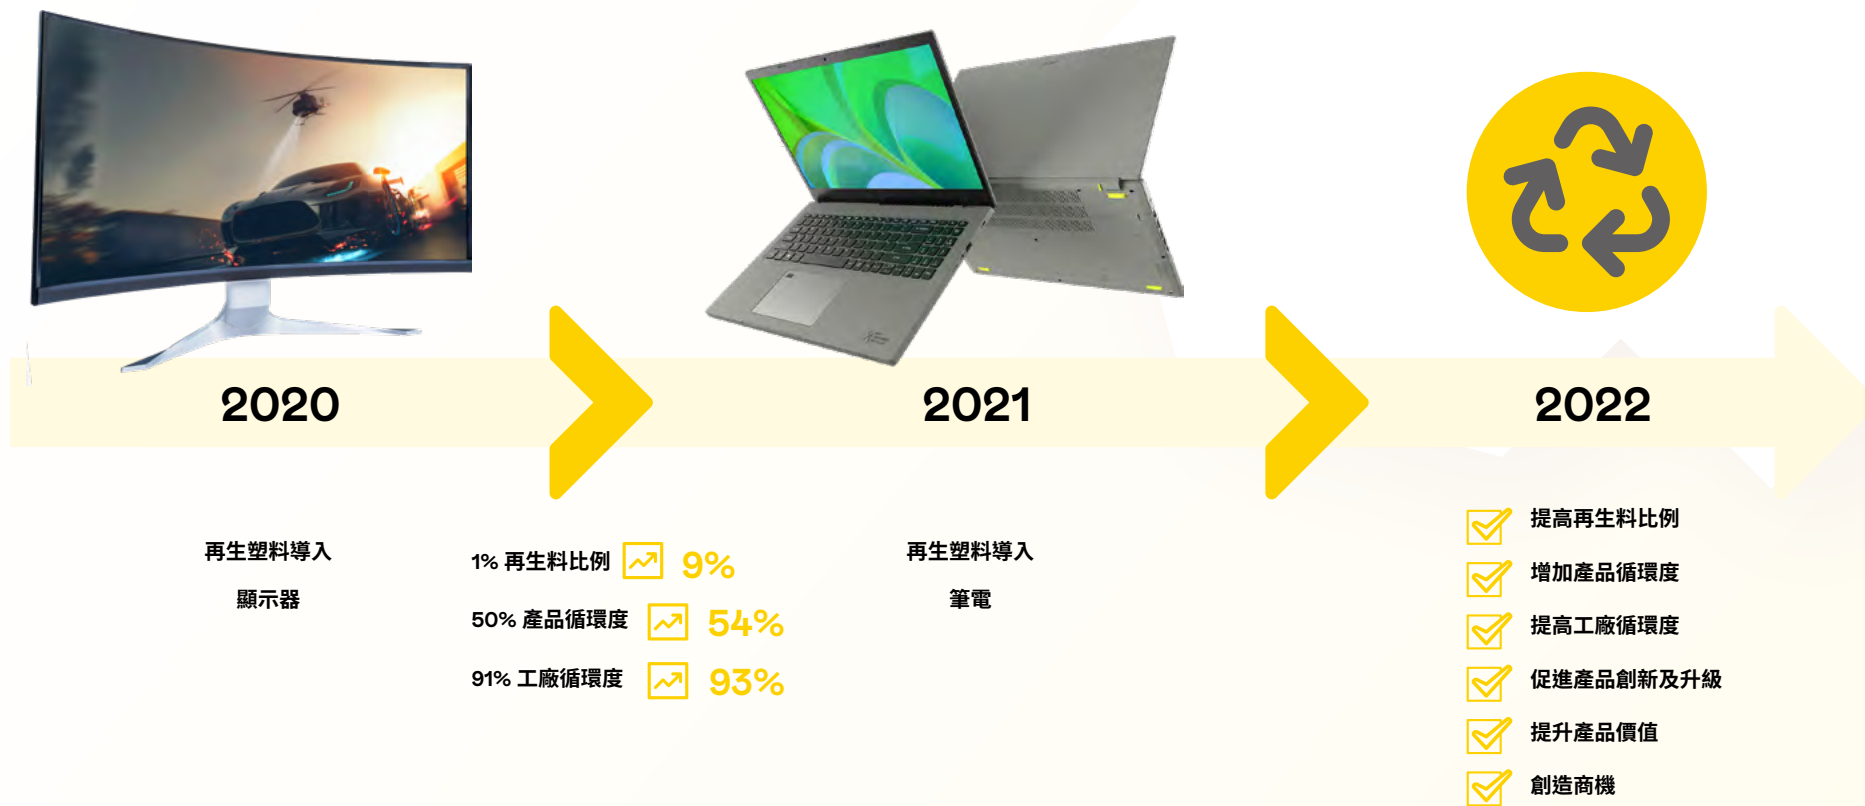 2020
2021
2022
再生塑料導入
顯示器
1% 再生料比例 9%
50% 產品循環度 54%
91% 工廠循環度 93%
再生塑料導入
筆電
提高再生料比例
增加產品循環度
提高工廠循環度
促進產品創新及升級
提升產品價值
創造商機